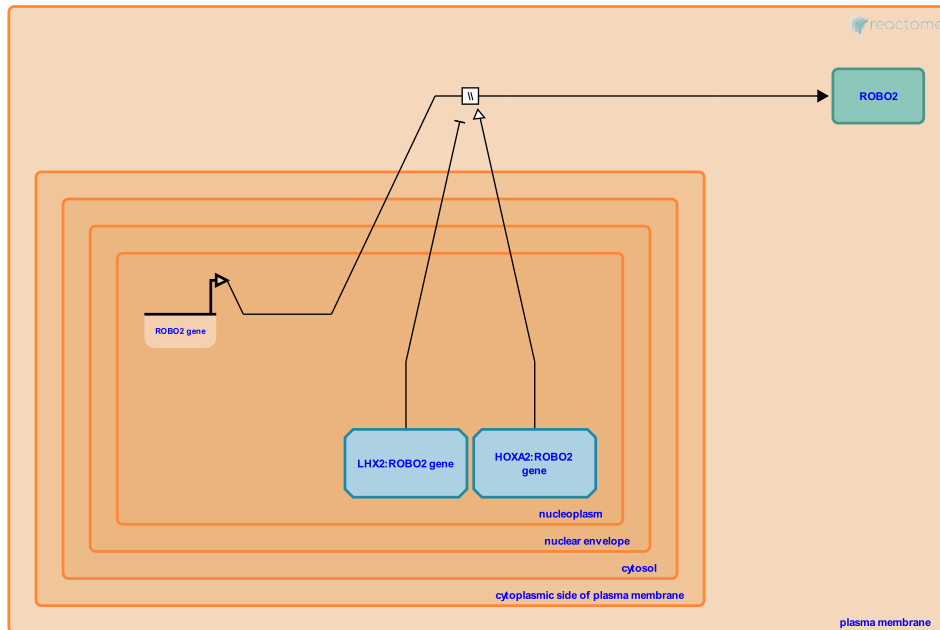 reactome
\\
ROBO2
ROBO2 gene
LHX2:ROBO2 gene
HOXA2:ROBO2
gene
nucleoplasm
nuclear envelope
cytosol
cytoplasmic side of plasma membrane
plasma membrane